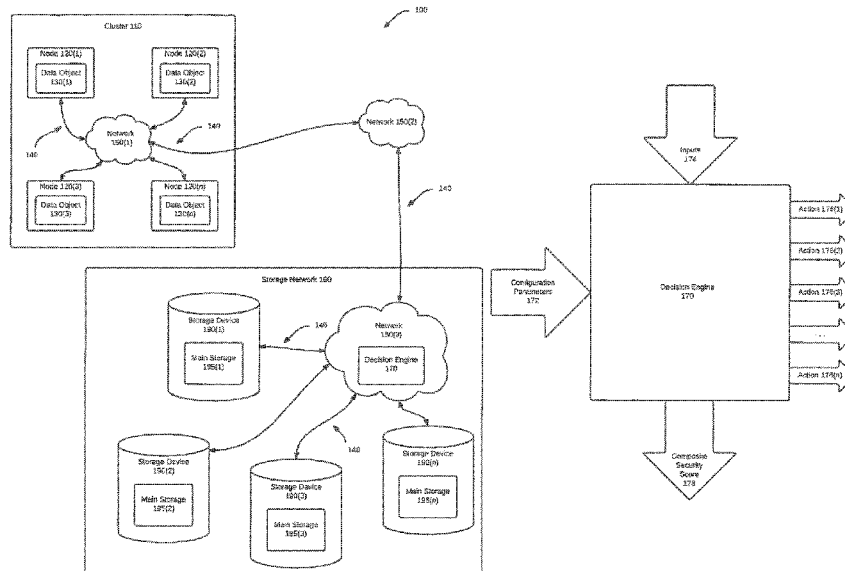 100
Cluster 110
Node 120(1)
Data Object
130(1)
Node 120(2)
Data Object
130(2)
140
Network
150(1)
140
Node 120(3)
Data Object
130(3)
Node 120(n)
Data Object
130(n)
Network 150(2)
140
Storage Network 160
Storage Device
190(1)
Main Storage
195(1)
140
Network
150(3)
Decision Engine
170
Storage Device
190(2)
Main Storage
195(2)
140
Storage Device
190(3)
Main Storage
195(3)
Storage Device
190(n)
Main Storage
195(n)
Inputs
174
Configuration
Parameters
172
Decision Engine
170
Action 176(1)
Action 176(2)
Action 176(3)
...
Action 176(n)
Composite
Security
Score
178